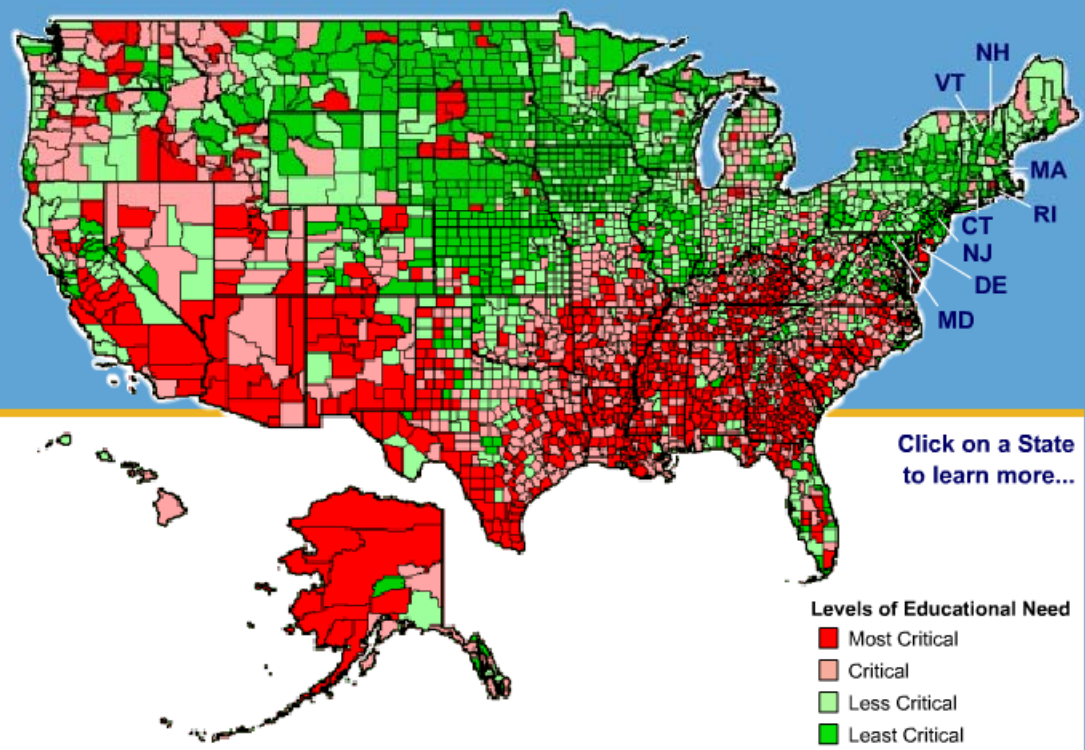 NH
VT
MA
RI
CT
NJ
DE
MD
Click on a State
to learn more...
Levels of Educational Need
Most Critical
Critical
Less Critical
Least Critical